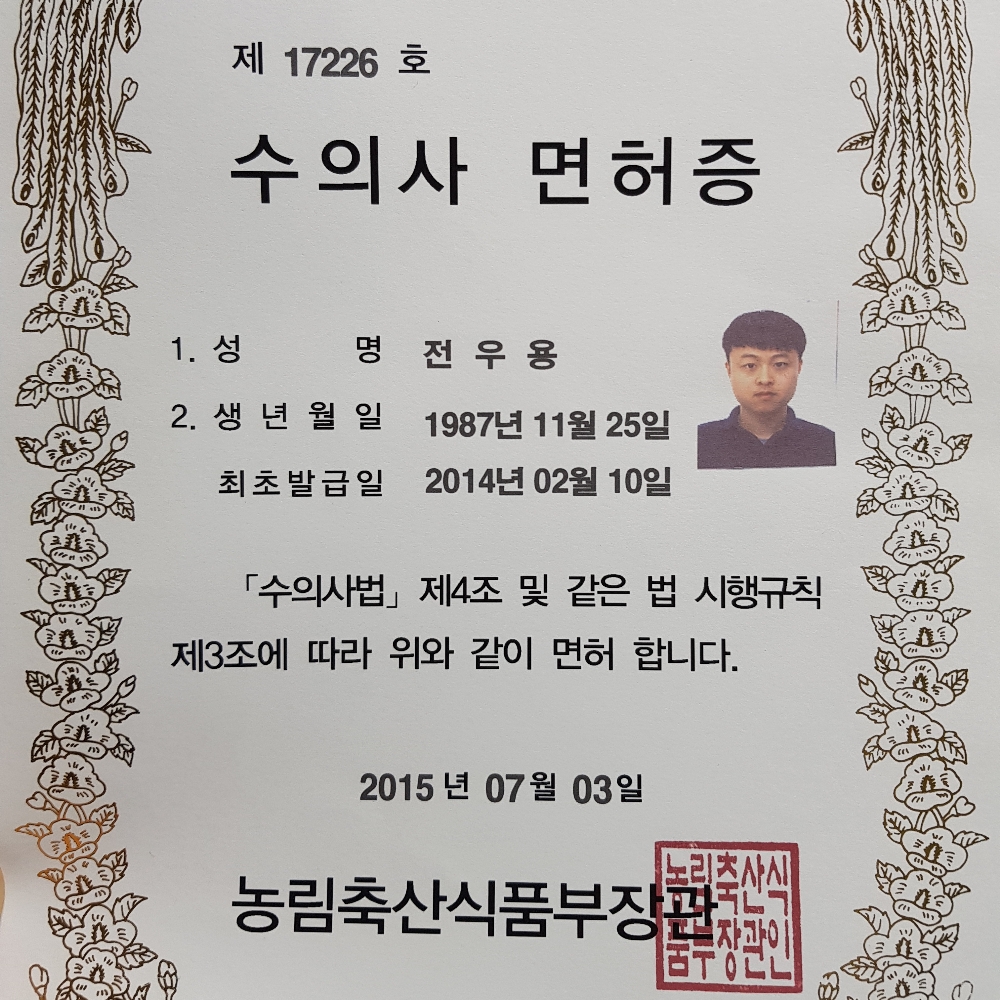 제 17226 호
수의사 면허증
1. 성 명 전 우 용
2. 생 년 월 일 1987년 11월 25일
최초발급일 2014년 02월 10일
「수의사법」 제4조 및 같은 법 시행규칙
제3조에 따라 위와 같이 면허 합니다.
2015 년 07 월 03 일
농림축산식품부장관
농림축산식
품부장관인